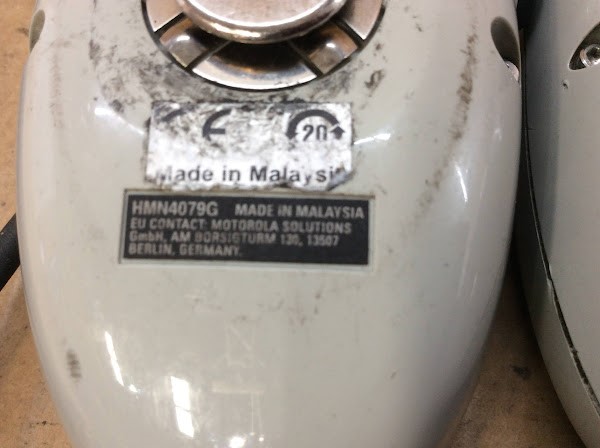 CE 20
Made in Malaysia
HMN4079G MADE IN MALAYSIA
EU CONTACT: MOTOROLA SOLUTIONS
GmbH, AM BORSIGTURM 130, 13507
BERLIN, GERMANY.